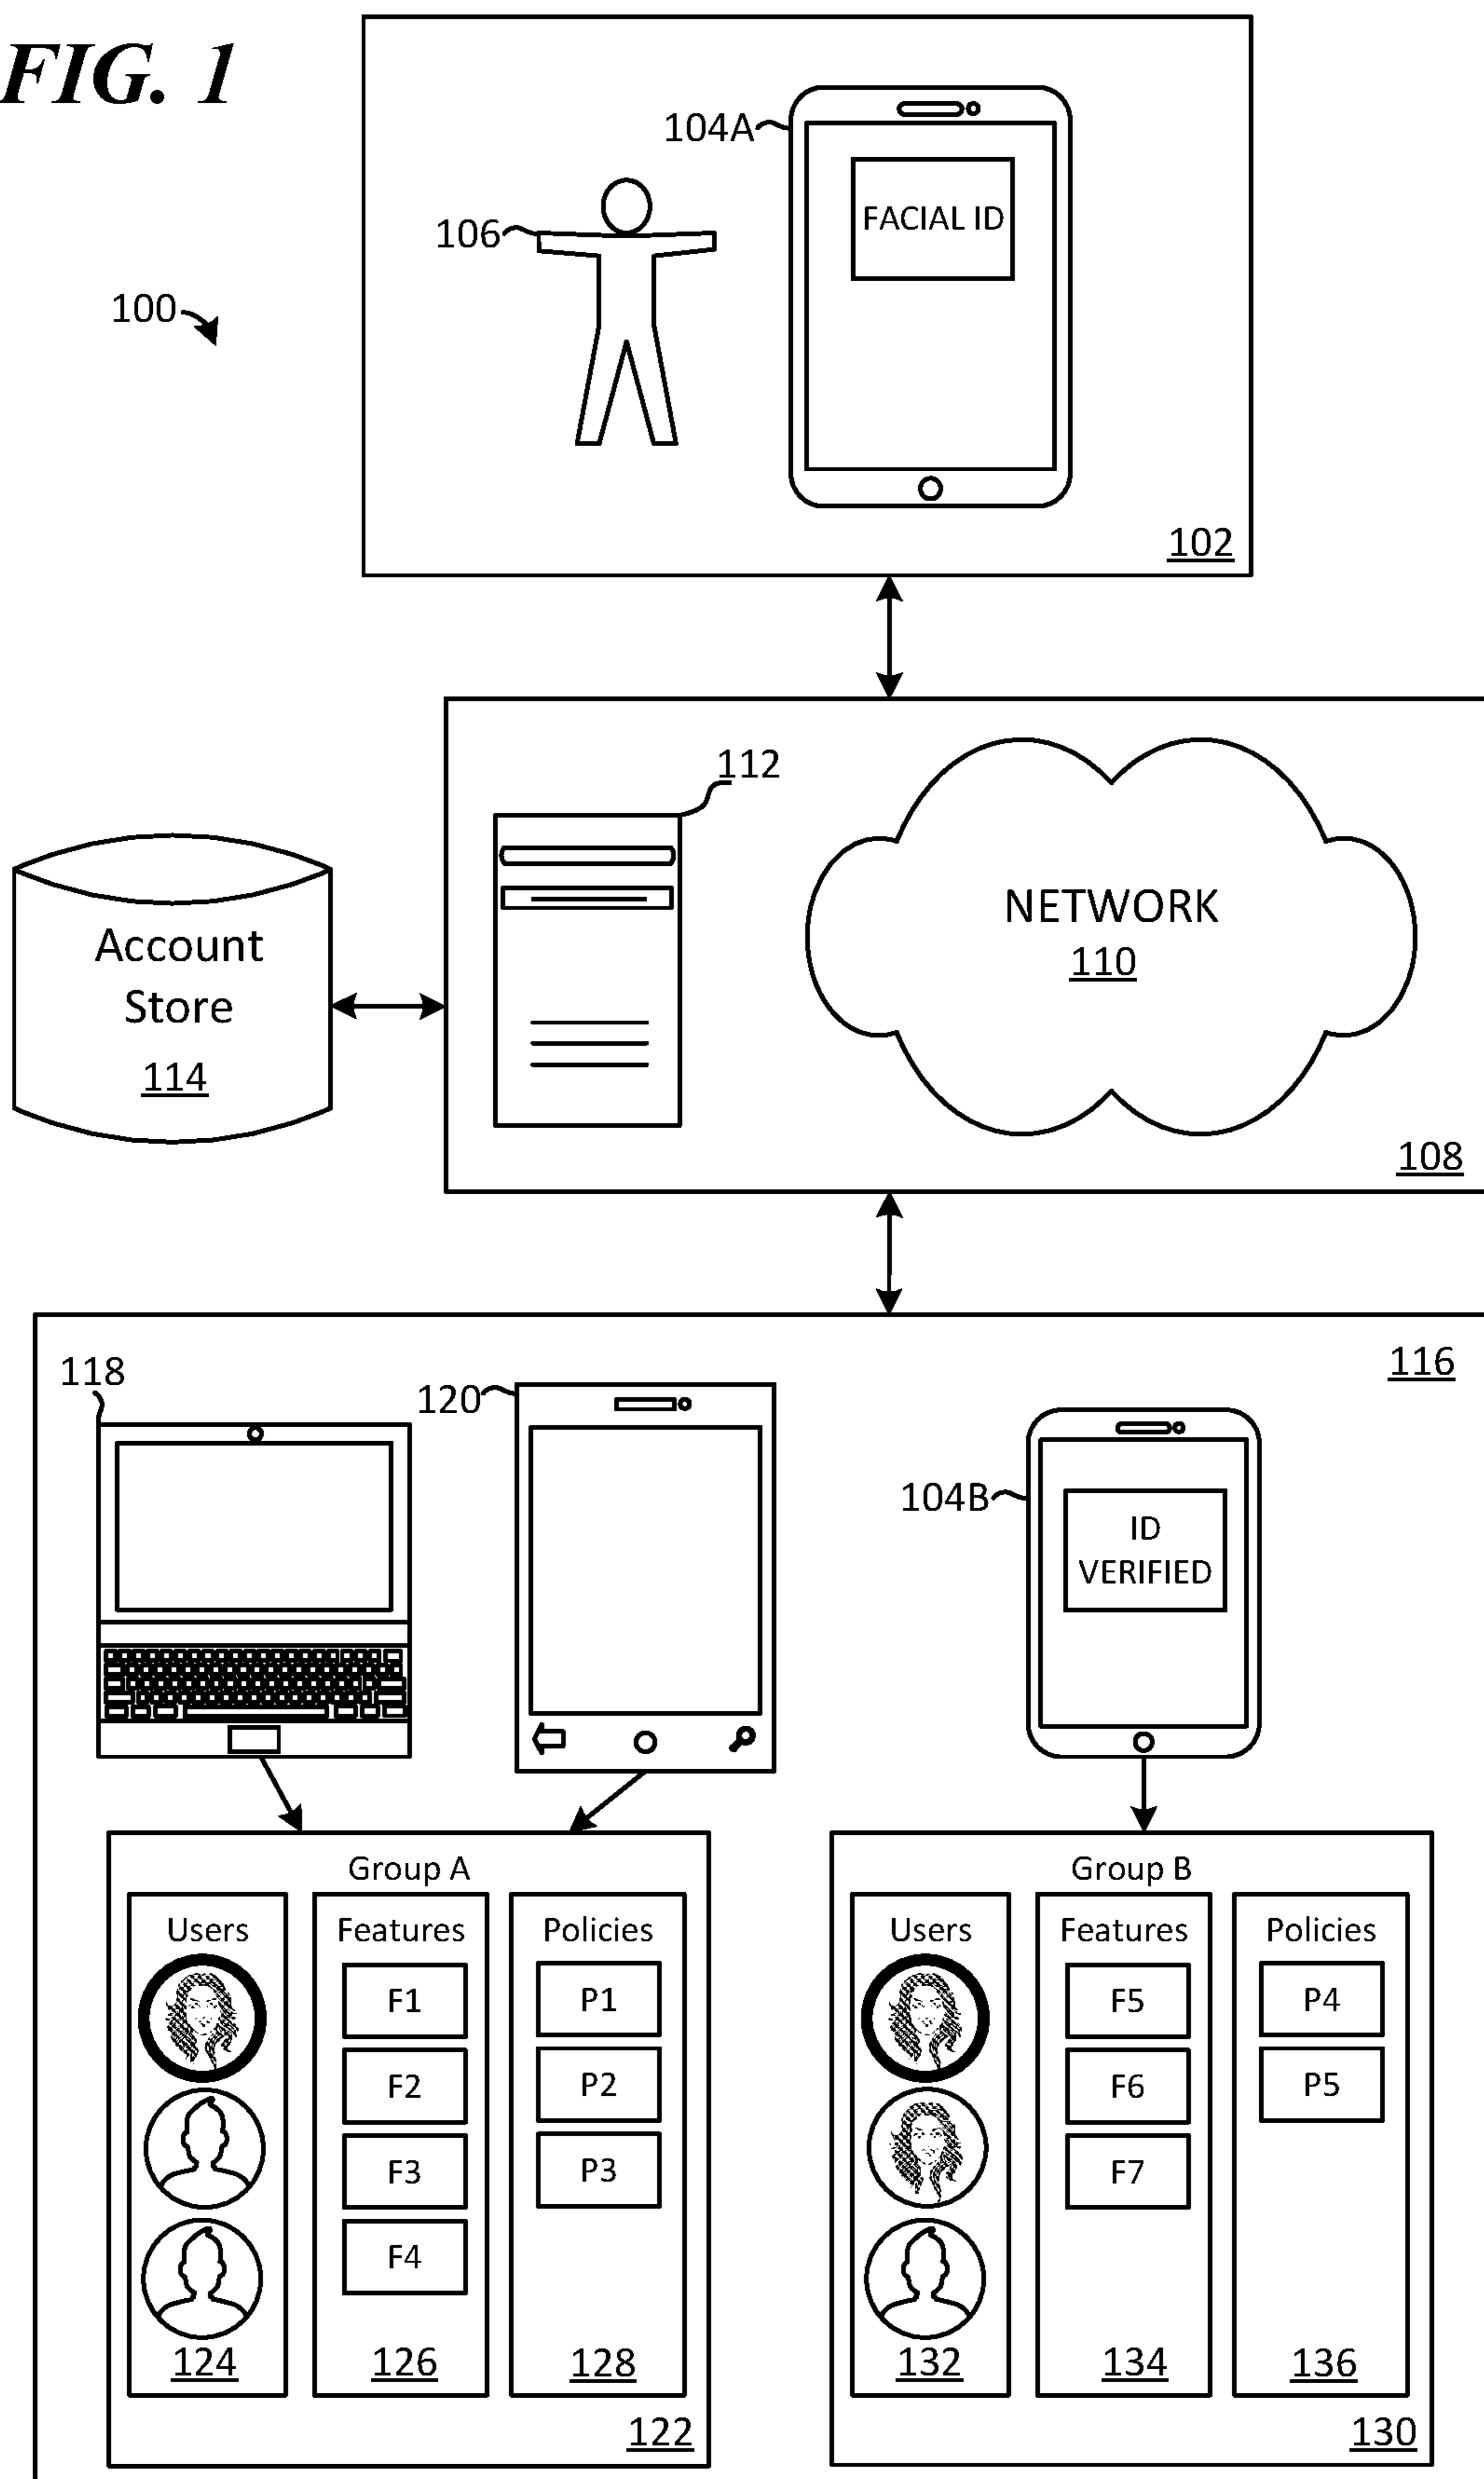 FIG. 1
104A
FACIAL ID
106
100
102
112
NETWORK
110
Account
Store
114
108
116
118
120
104B
ID
VERIFIED
Group A
Users
Features
Policies
F1
P1
F2
P2
F3
P3
F4
124
126
128
122
Group B
Users
Features
Policies
F5
P4
F6
P5
F7
132
134
136
130